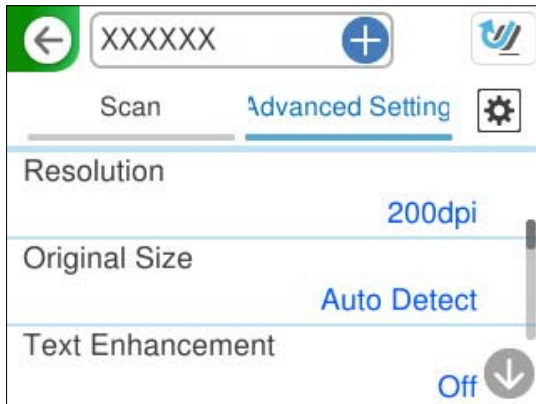 XXXXXX
Scan
Advanced Setting
Resolution
200dpi
Original Size
Auto Detect
Text Enhancement
Off